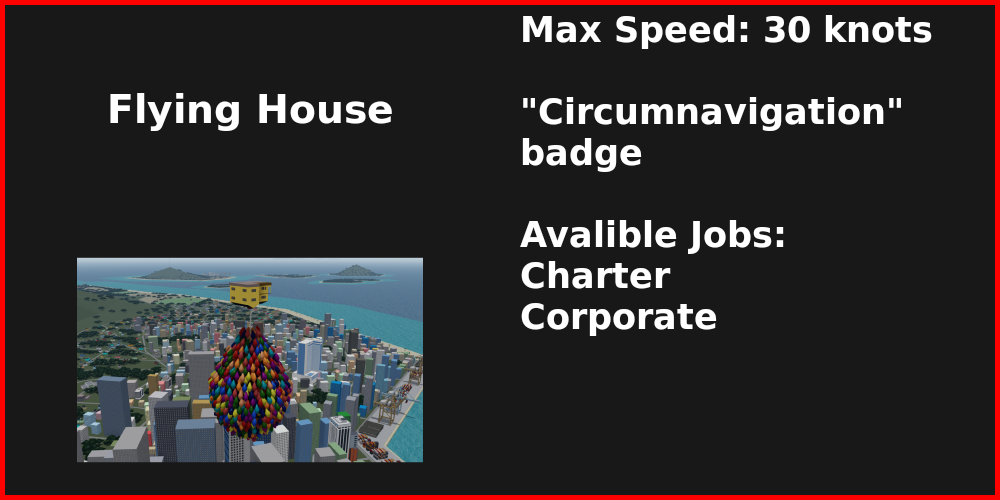 Flying House
Max Speed: 30 knots
"Circumnavigation"
badge
Avalible Jobs:
Charter
Corporate